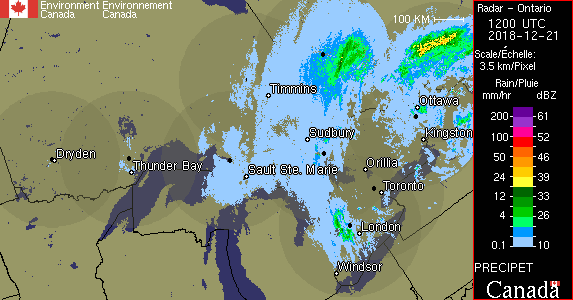 Environment Environnement
Canada Canada
100 KM
Timmins
Ottawa
Sudbury
Kingston
Dryden
Thunder Bay
Sault Ste. Marie
Orillia
Toronto
London
Windsor
Radar - Ontario
1200 UTC
2018-12-21
Scale/Échelle:
3.5 km/Pixel
Rain/Pluie
mm/hr dBZ
200 61
100 56
100 52
50 46
24 39
12 33
4 26
0.1 10
PRECIPET
Canada